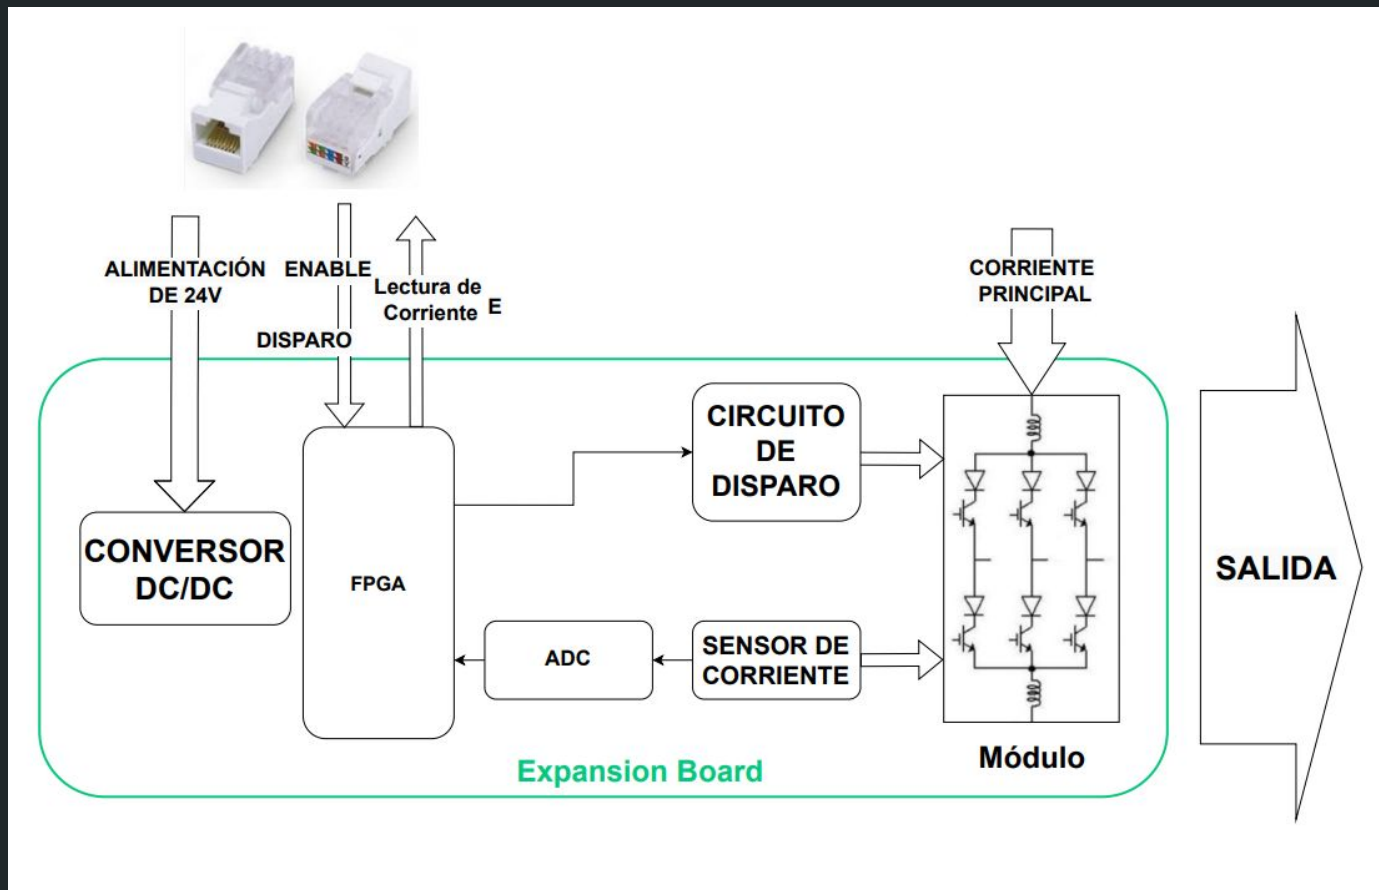 ALIMENTACIÓN
DE 24V
ENABLE
DISPARO
Lectura de
Corriente E
CORRIENTE
PRINCIPAL
CIRCUITO
DE
DISPARO
CONVERSOR
DC/DC
FPGA
ADC
SENSOR DE
CORRIENTE
Módulo
Expansion Board
SALIDA